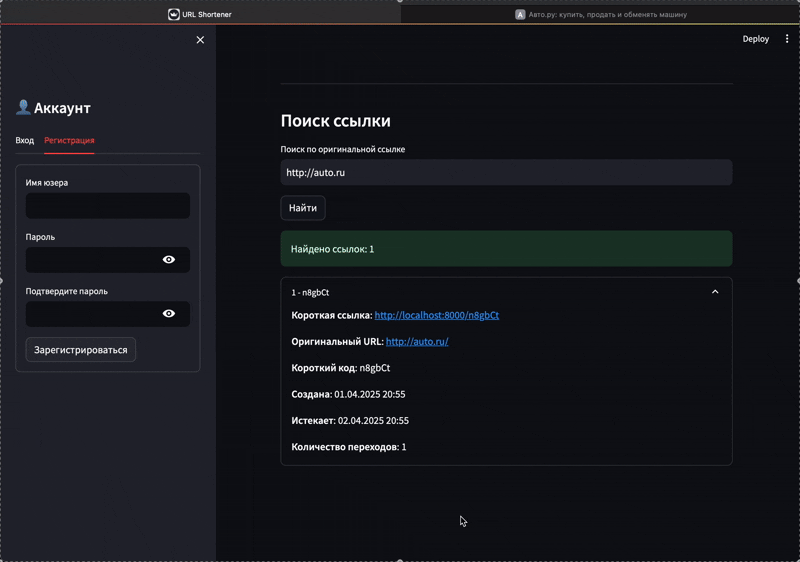 URL Shortener
Авто.ру: купить, продать и обменять машину
Deploy
Аккаунт
Вход Регистрация
Имя юзера
Пароль
Подтвердите пароль
Зарегистрироваться
Поиск ссылки
Поиск по оригинальной ссылке
http://auto.ru
Найти
Найдено ссылок: 1
1 - n8gbCt
Короткая ссылка: http://localhost:8000/n8gbCt
Оригинальный URL: http://auto.ru/
Короткий код: n8gbCt
Создана: 01.04.2025 20:55
Истекает: 02.04.2025 20:55
Количество переходов: 1